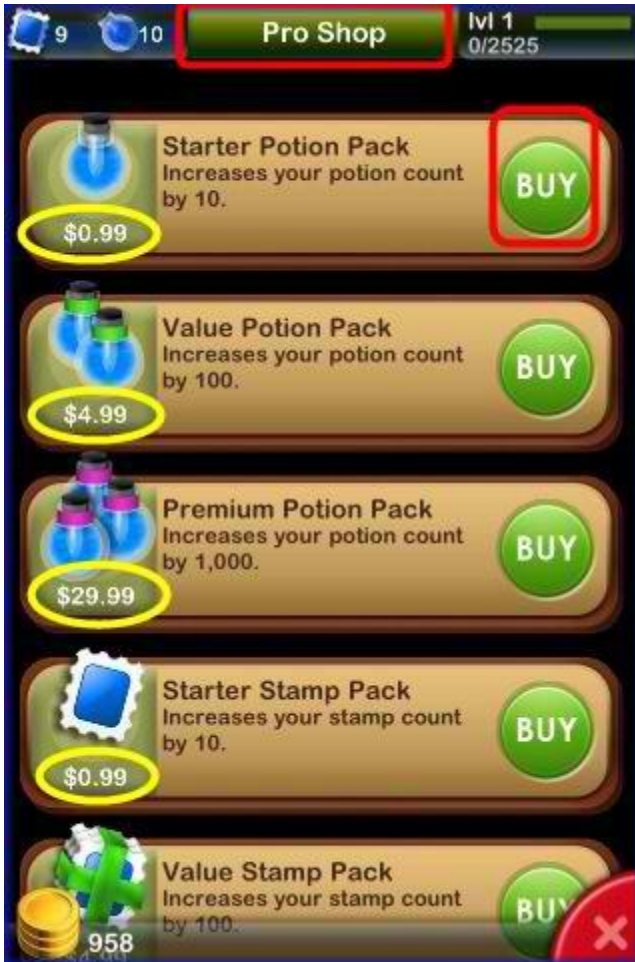 9 10 Pro Shop lvl 1
0/2525
Starter Potion Pack
Increases your potion count
by 10.
$0.99
BUY
Value Potion Pack
Increases your potion count
by 100.
$4.99
BUY
Premium Potion Pack
Increases your potion count
by 1,000.
$29.99
BUY
Starter Stamp Pack
Increases your stamp count
by 10.
$0.99
BUY
Value Stamp Pack
Increases your stamp count
by 100.
BUY
958